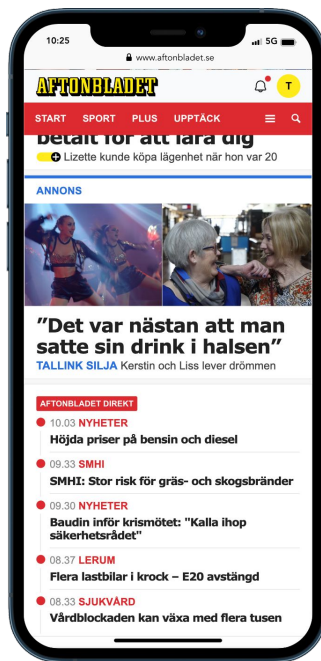 10:25
5G
www.aftonbladet.se
AFTONBLADET
T
START SPORT PLUS UPPTÄCK
betalt för att lära dig
Lizette kunde köpa lägenhet när hon var 20
ANNONS
”Det var nästan att man
satte sin drink i halsen”
TALLINK SILJA Kerstin och Liss lever drömmen
AFTONBLADET DIREKT
10.03 NYHETER
Höjda priser på bensin och diesel
09.33 SMHI
SMHI: Stor risk för gräs- och skogsbränder
09.30 NYHETER
Baudin inför krismötet: "Kalla ihop
säkerhetsrådet"
08.37 LERUM
Flera lastbilar i krock – E20 avstängd
08.33 SJUKVÅRD
Vårdblockaden kan växa med flera tusen